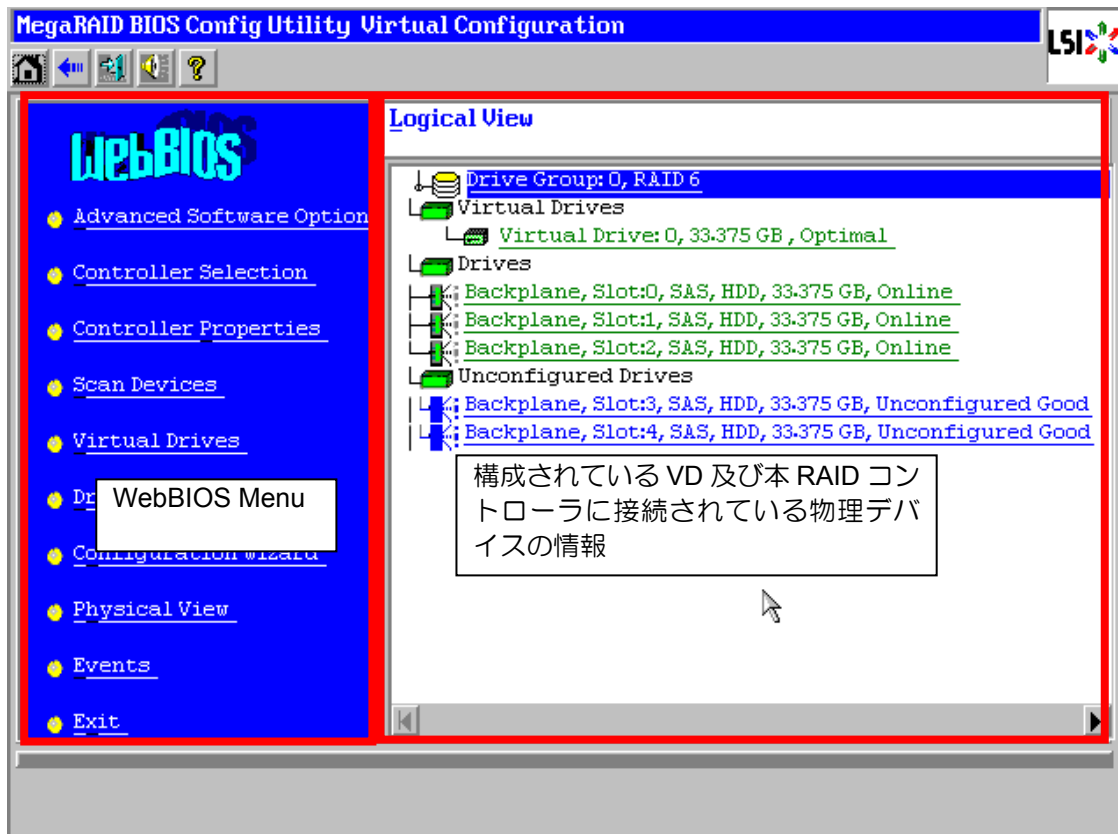 MegaRAID BIOS Config Utility Virtual Configuration
LSI
WebBIOS
Advanced Software Option
Controller Selection
Controller Properties
Scan Devices
Virtual Drives
Dr
WebBIOS Menu
Configuration Wizard
Physical View
Events
Exit
Logical View
Drive Group: 0, RAID 6
Virtual Drives
Virtual Drive: 0, 33.375 GB , Optimal
Drives
Backplane, Slot:0, SAS, HDD, 33.375 GB, Online
Backplane, Slot:1, SAS, HDD, 33.375 GB, Online
Backplane, Slot:2, SAS, HDD, 33.375 GB, Online
Unconfigured Drives
Backplane, Slot:3, SAS, HDD, 33.375 GB, Unconfigured Good
Backplane, Slot:4, SAS, HDD, 33.375 GB, Unconfigured Good
構成されている VD 及び本 RAID コン
トローラに接続されている物理デバ
イスの情報